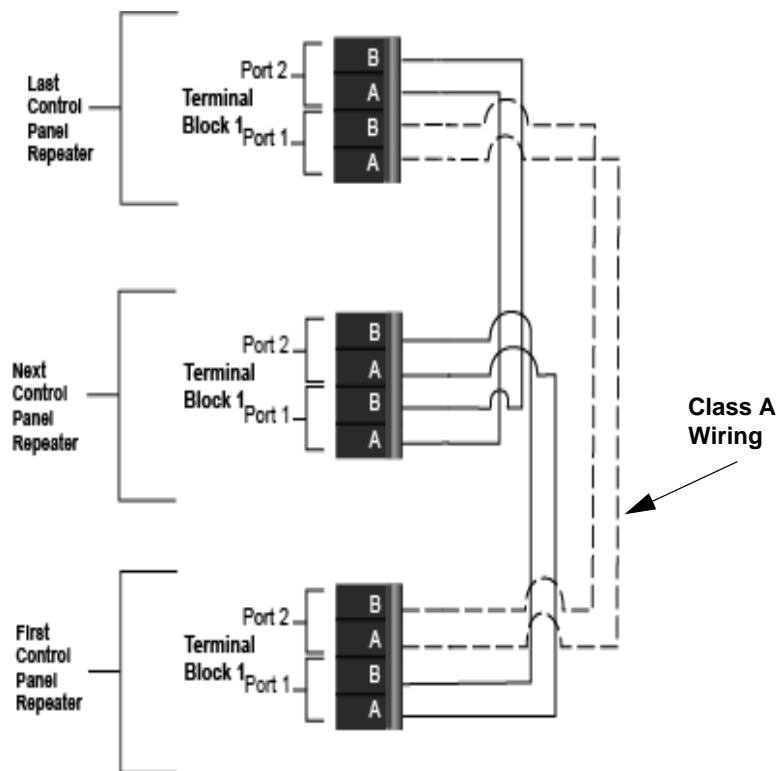 Last
Control
Panel
Repeater
Terminal
Block 1
Port 2
Port 1
B
A
B
A
Next
Control
Panel
Repeater
Terminal
Block 1
Port 2
Port 1
B
A
B
A
Class A
Wiring
First
Control
Panel
Repeater
Terminal
Block 1
Port 2
Port 1
B
A
B
A